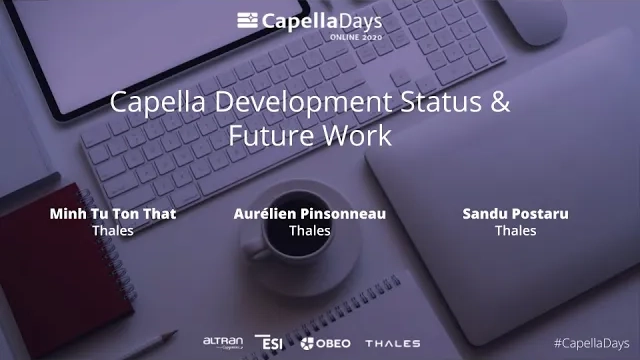 CapellaDays
ONLINE 2020
Capella Development Status &
Future Work
Minh Tu Ton That
Thales
Aurélien Pinsonneau
Thales
Sandu Postaru
Thales
ALTRAN
ESI
OBEO
THALES
#CapellaDays